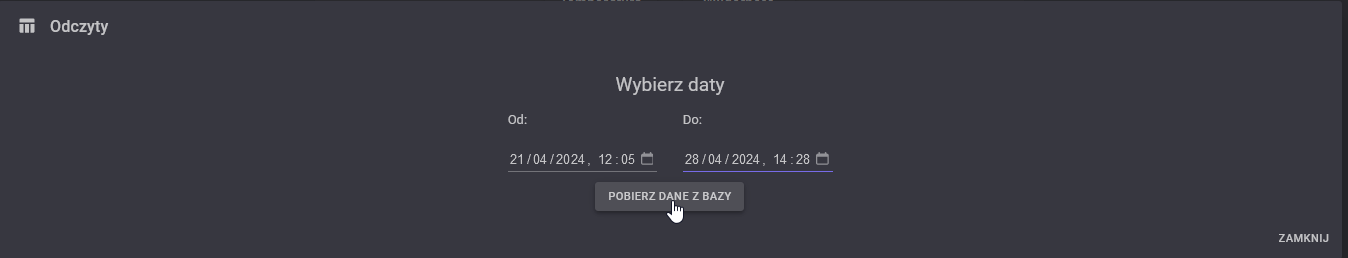 Odczyty
Wybierz daty
Od: Do:
21/04/2024, 12:05 28/04/2024, 14:28
POBIERZ DANE Z BAZY
ZAMKNIJ